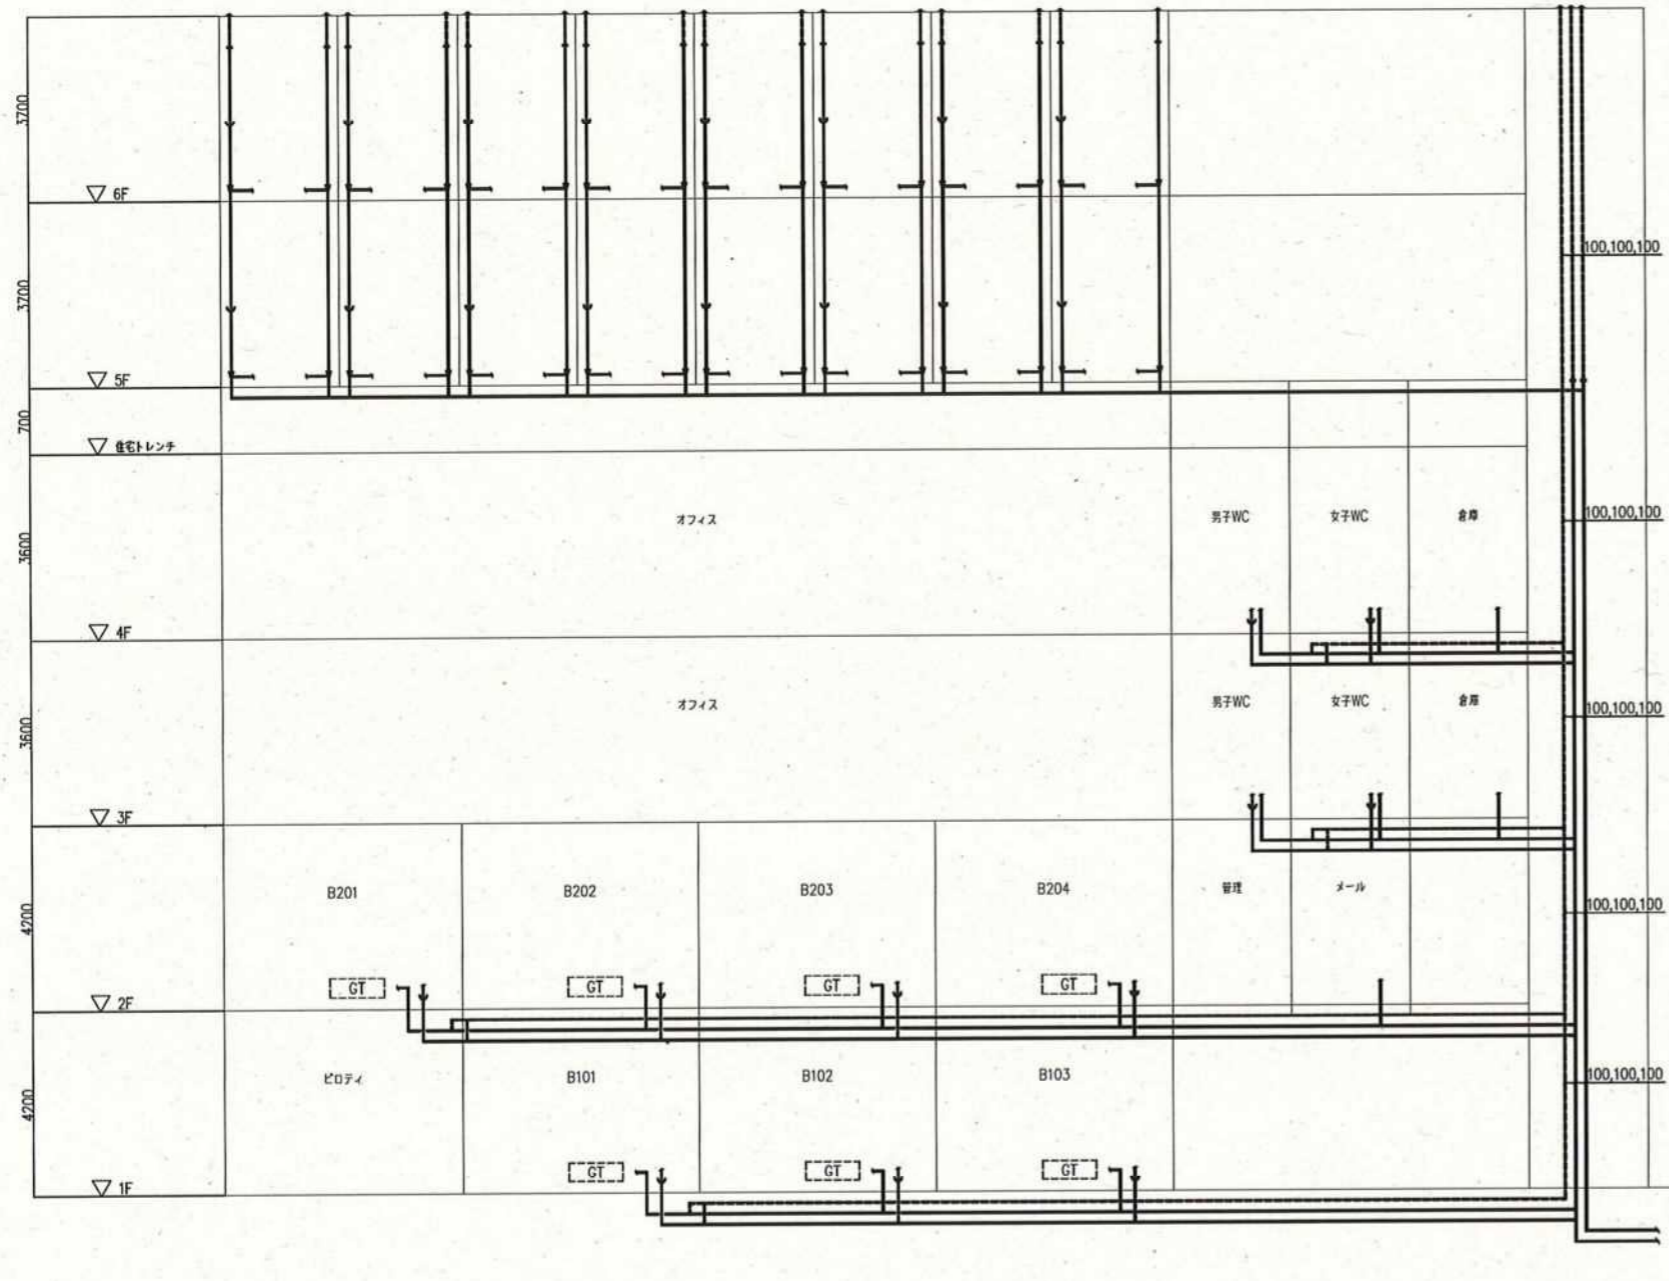 3700
6F
100,100,100
3700
5F
700
住宅トレンチ
オフィス 男子WC 女子WC 倉庫 100,100,100
3600
4F
オフィス 男子WC 女子WC 倉庫 100,100,100
3600
3F
B201 B202 B203 B204 管理 メール
100,100,100
4200
GT GT GT GT
2F
ピロティ B101 B102 B103 100,100,100
4200
GT GT GT
1F